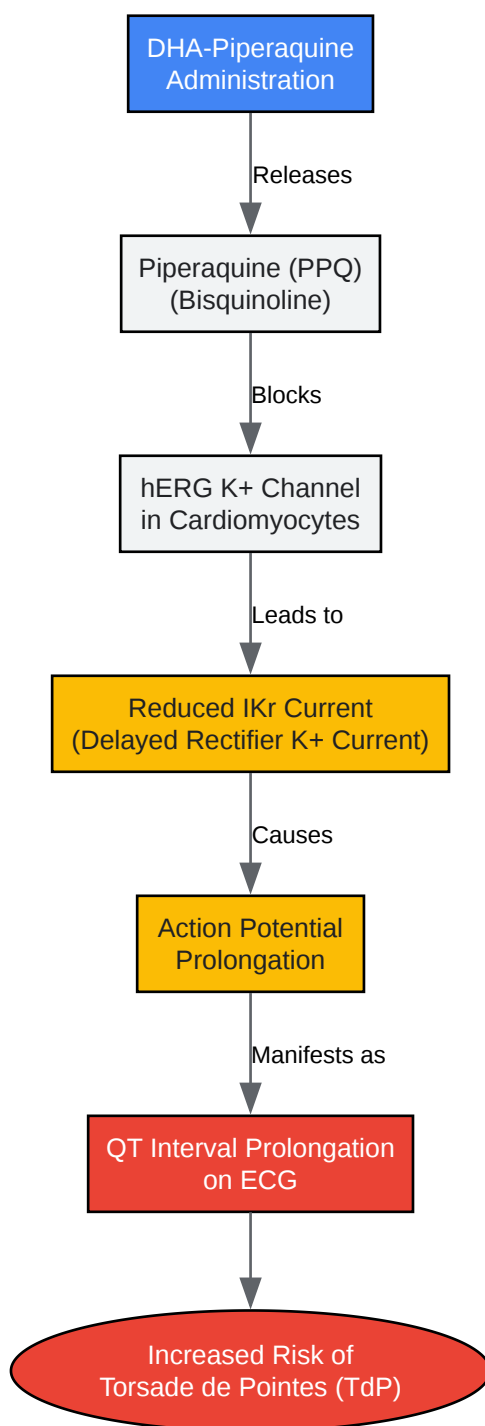 DHA-Piperaquine
Administration
Releases
Piperaquine (PPQ)
(Bisquinoline)
Blocks
hERG K+ Channel
in Cardiomyocytes
Leads to
Reduced IKr Current
(Delayed Rectifier K+ Current)
Causes
Action Potential
Prolongation
Manifests as
QT Interval Prolongation
on ECG
Increased Risk of
Torsade de Pointes (TdP)